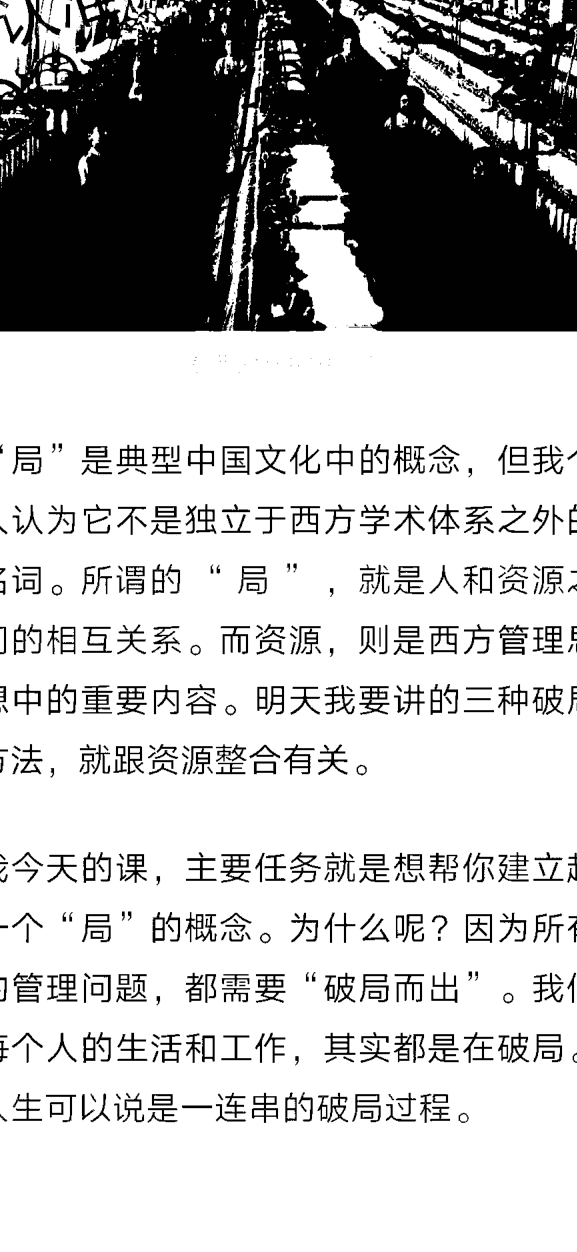 “局”是典型中国文化中的概念，但我个
人认为它不是独立于西方学术体系之外的
名词。所谓的 “ 局 ” ，就是人和资源之
间的相互关系。而资源，则是西方管理思
想中的重要内容。明天我要讲的三种破局
方法，就跟资源整合有关。
我今天的课，主要任务就是想帮你建立起
一个“局”的概念。为什么呢？因为所有
的管理问题，都需要“破局而出”。我们
每个人的生活和工作，其实都是在破局。
人生可以说是一连串的破局过程。